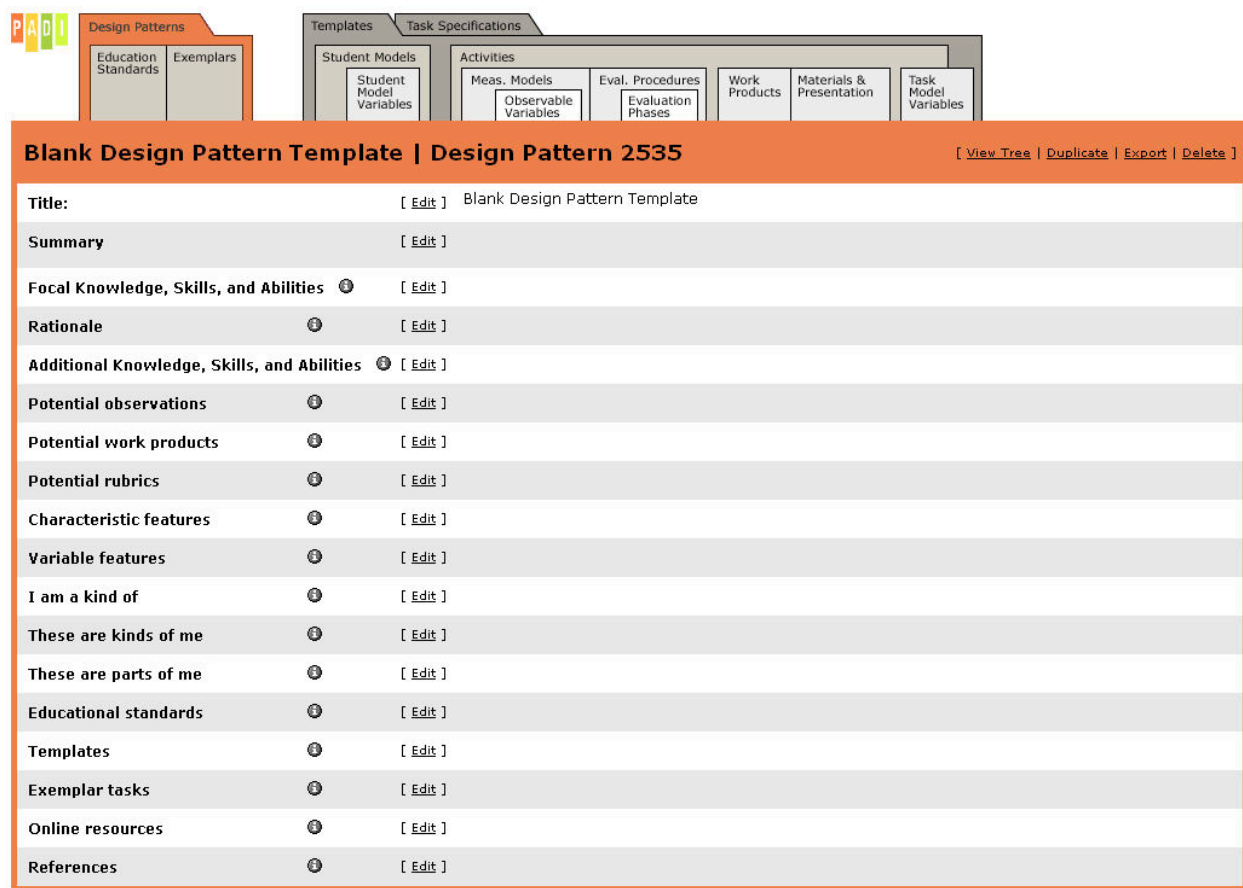 PADI
Design Patterns
Education
Standards
Exemplars
Templates
Task Specifications
Student Models
Student
Model
Variables
Activities
Meas. Models
Observable
Variables
Eval. Procedures
Evaluation
Phases
Work
Products
Materials &
Presentation
Task
Model
Variables
Blank Design Pattern Template | Design Pattern 2535 [ View Tree | Duplicate | Export | Delete ]
Title: [ Edit ] Blank Design Pattern Template
Summary [ Edit ]
Focal Knowledge, Skills, and Abilities i [ Edit ]
Rationale i [ Edit ]
Additional Knowledge, Skills, and Abilities i [ Edit ]
Potential observations i [ Edit ]
Potential work products i [ Edit ]
Potential rubrics i [ Edit ]
Characteristic features i [ Edit ]
Variable features i [ Edit ]
I am a kind of i [ Edit ]
These are kinds of me i [ Edit ]
These are parts of me i [ Edit ]
Educational standards i [ Edit ]
Templates i [ Edit ]
Exemplar tasks i [ Edit ]
Online resources i [ Edit ]
References i [ Edit ]